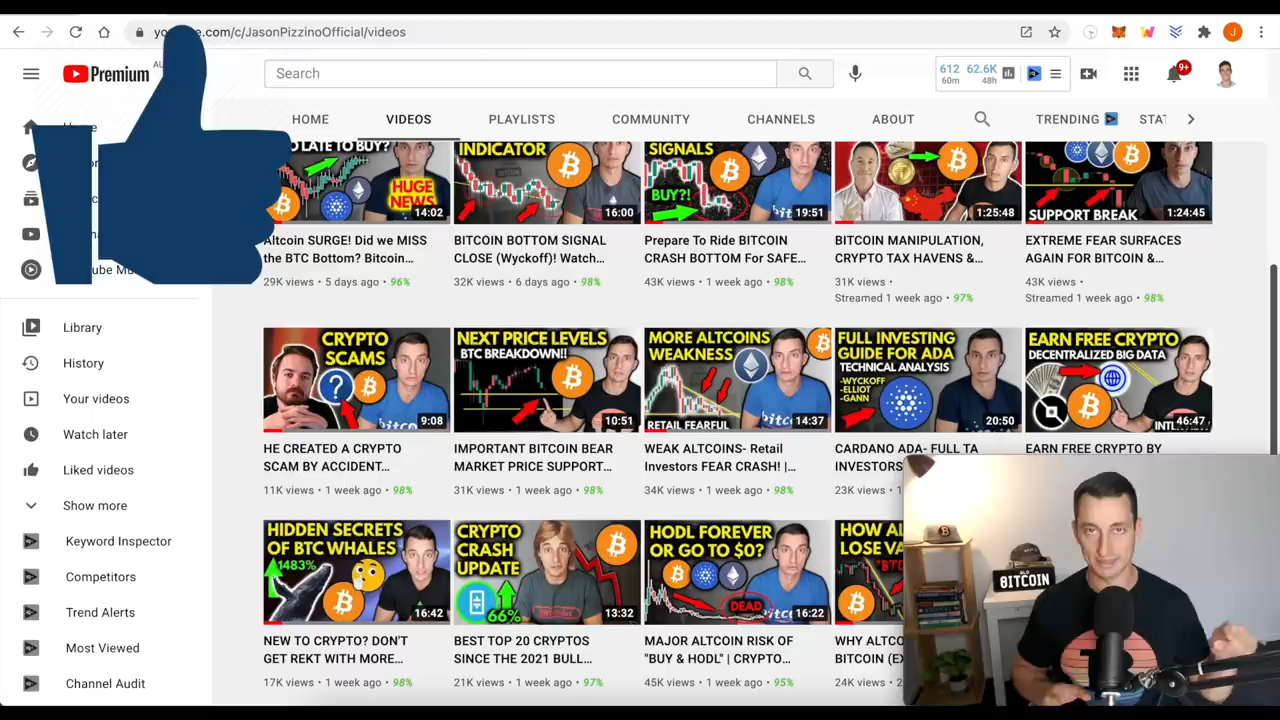 youtube.com/c/JasonPizzinoOfficial/videos
J
Premium
AU
Search
612 62.6K
60m 48h
9+
HOME VIDEOS PLAYLISTS COMMUNITY CHANNELS ABOUT TRENDING STAT
LATE TO BUY? INDICATOR SIGNALS
HUGE
NEWS BUY?! SUPPORT BREAK
14:02 16:00 19:51 1:25:48 1:24:45
Altcoin SURGE! Did we MISS BITCOIN BOTTOM SIGNAL Prepare To Ride BITCOIN BITCOIN MANIPULATION, EXTREME FEAR SURFACES
the BTC Bottom? Bitcoin… CLOSE (Wyckoff)! Watch… CRASH BOTTOM For SAFE… CRYPTO TAX HAVENS &… AGAIN FOR BITCOIN &…
29K views • 5 days ago • 96% 32K views • 6 days ago • 98% 43K views • 1 week ago • 98% 31K views • 43K views •
Streamed 1 week ago • 97% Streamed 1 week ago • 98%
Library
History
Your videos
Watch later
Liked videos
Show more
Keyword Inspector
Competitors
Trend Alerts
Most Viewed
Channel Audit
CRYPTO
SCAMS
9:08
NEXT PRICE LEVELS
BTC BREAKDOWN!!
10:51
MORE ALTCOINS
WEAKNESS
RETAIL FEARFUL
14:37
FULL INVESTING
GUIDE FOR ADA
TECHNICAL ANALYSIS
-WYCKOFF
-ELLIOT
-GANN
20:50
EARN FREE CRYPTO
DECENTRALIZED BIG DATA
46:47
HE CREATED A CRYPTO IMPORTANT BITCOIN BEAR WEAK ALTCOINS- Retail CARDANO ADA- FULL TA EARN FREE CRYPTO BY
SCAM BY ACCIDENT… MARKET PRICE SUPPORT… Investors FEAR CRASH! |… INVESTORS
11K views • 1 week ago • 98% 31K views • 1 week ago • 98% 34K views • 1 week ago • 98% 23K views
HIDDEN SECRETS
OF BTC WHALES
1483%
16:42
CRYPTO
CRASH
UPDATE
66%
13:32
HODL FOREVER
OR GO TO $0?
DEAD
16:22
HOW AL
LOSE VA
NEW TO CRYPTO? DON'T BEST TOP 20 CRYPTOS MAJOR ALTCOIN RISK OF WHY ALTCO
GET REKT WITH MORE… SINCE THE 2021 BULL… "BUY & HODL" | CRYPTO… BITCOIN (EX
17K views • 1 week ago • 98% 21K views • 1 week ago • 97% 45K views • 1 week ago • 95% 24K
BITCOIN